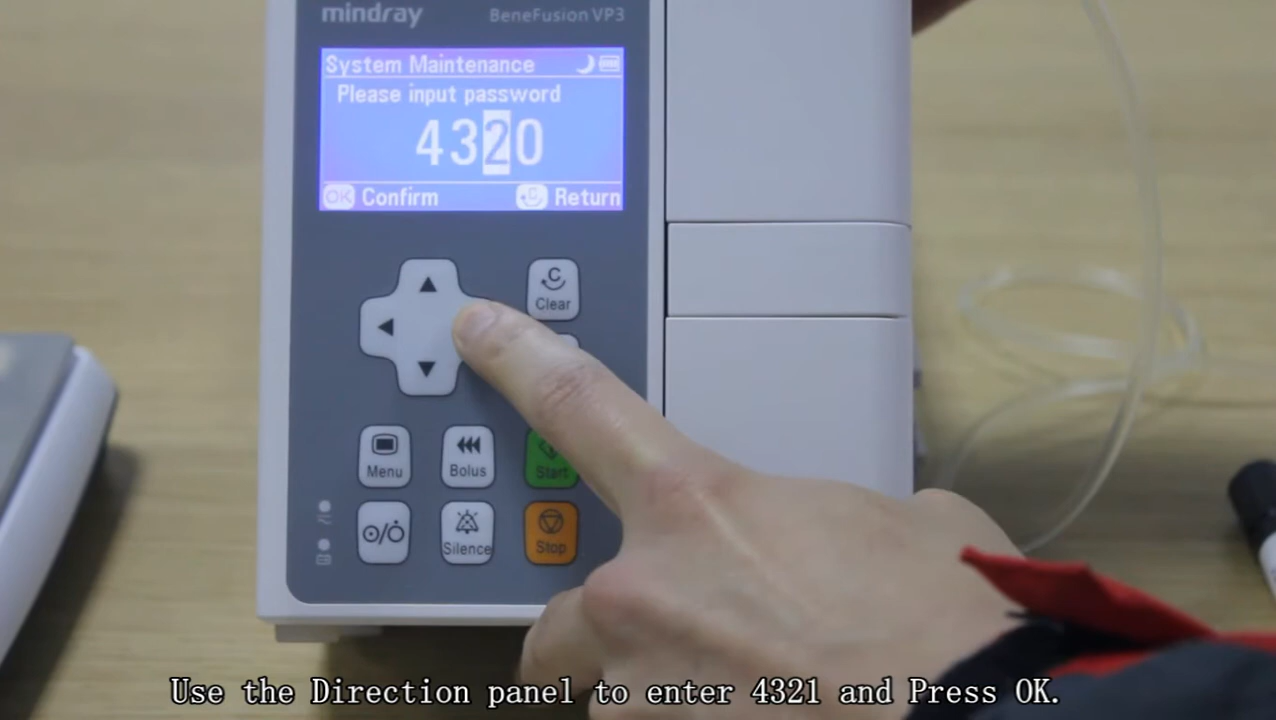 mindray BeneFusion VP3
System Maintenance
Please input password
4320
OK Confirm C Return
C
Clear
Menu
Bolus
Start
Silence
Stop
Use the Direction panel to enter 4321 and Press OK.